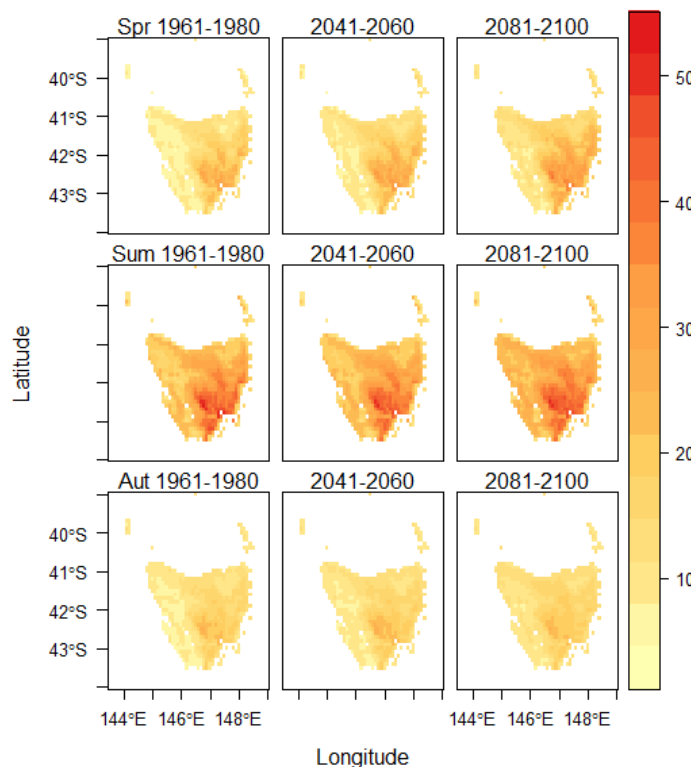 Spr 1961-1980 2041-2060 2081-2100
40°S
41°S
42°S
43°S
Sum 1961-1980 2041-2060 2081-2100
Aut 1961-1980 2041-2060 2081-2100
40°S
41°S
42°S
43°S
144°E 146°E 148°E 144°E 146°E 148°E
Latitude
Longitude
50
40
30
20
10